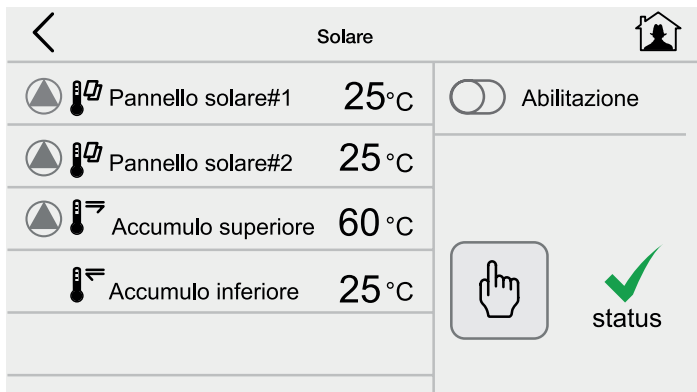 Solare
Pannello solare#1 25°C
Abilitazione
Pannello solare#2 25°C
Accumulo superiore 60°C
Accumulo inferiore 25°C
status